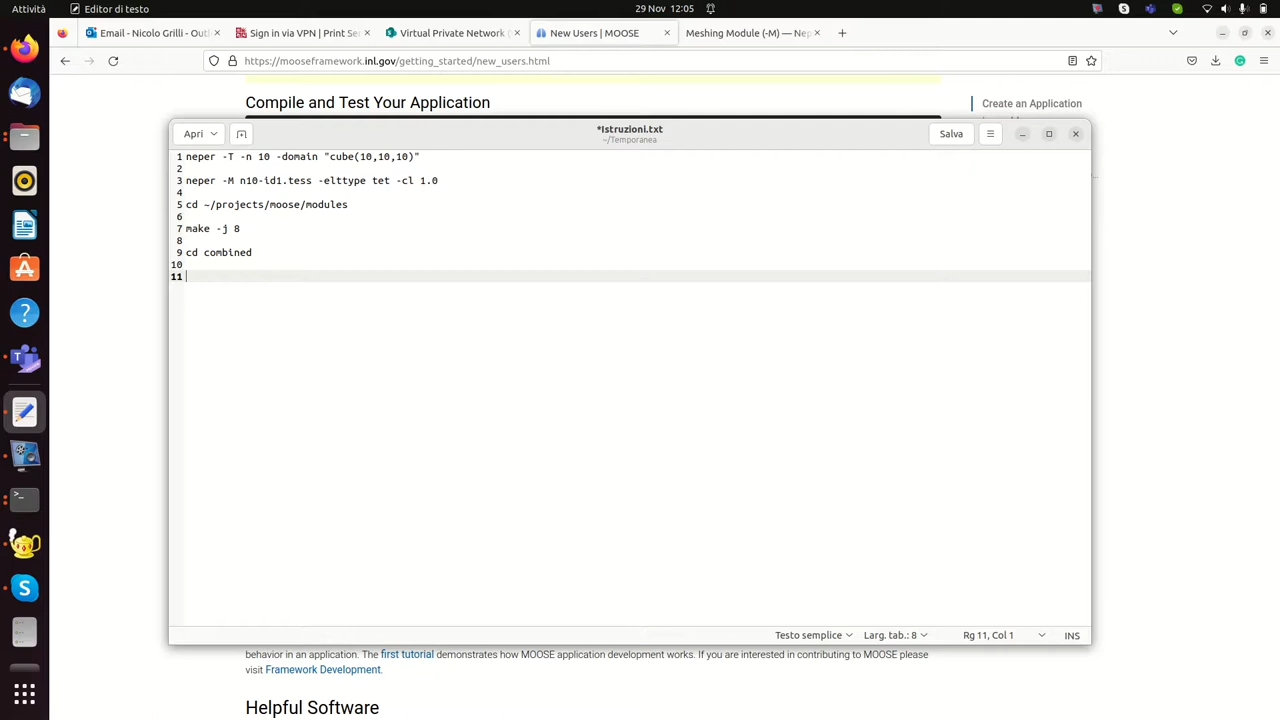 Attività
Editor di testo
29 Nov 12:05
Email - Nicolo Grilli - Outl
Sign in via VPN | Print Se
Virtual Private Network (
New Users | MOOSE
Meshing Module (-M) — Nep
https://mooseframework.inl.gov/getting_started/new_users.html
Compile and Test Your Application
Create an Application
Apri
*Istruzioni.txt
~/Temporanea
Salva
1 neper -T -n 10 -domain "cube(10,10,10)"
2
3 neper -M n10-id1.tess -elttype tet -cl 1.0
4
5 cd ~/projects/moose/modules
6
7 make -j 8
8
9 cd combined
10
11
Testo semplice
Larg. tab.: 8
Rg 11, Col 1
INS
behavior in an application. The first tutorial demonstrates how MOOSE application development works. If you are interested in contributing to MOOSE please
visit Framework Development.
Helpful Software